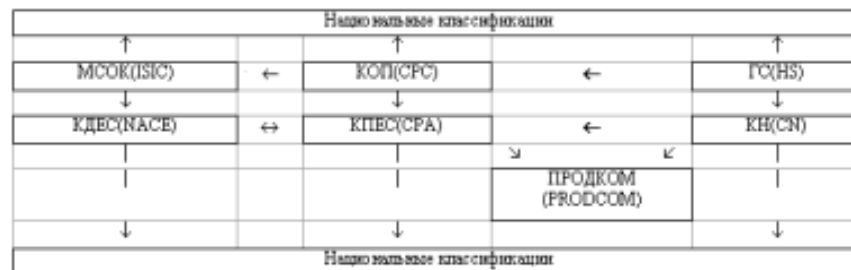 Национальные классификации
↑ ↑ ↑
МСОК(ISIC) ← КОП(CPC) ← ГС(HS)
↓ ↓ ↓
КДЕС(NACE) ↔ КПЕС(CPA) ← КН(CN)
| | ↘ ↙ |
| | ПРОДКОМ |
(PRODCOM)
↓ ↓ ↓
Национальные классификации